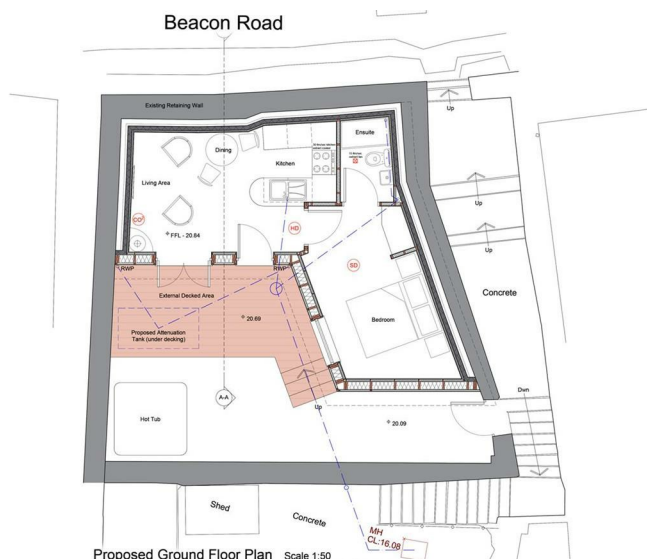 Beacon Road
Existing Retaining Wall
Up
Ensuite
Dining
Kitchen
Living Area
CO
HD
Up
FFL - 20.84
SD
Up
RWP
RWP
Concrete
External Decked Area
20.69
Bedroom
Proposed Attenuation
Tank (under decking)
Dwn
A-A
Up
Hot Tub
20.09
Shed
Concrete
MH
CL:16.08
Proposed Ground Floor Plan Scale 1:50